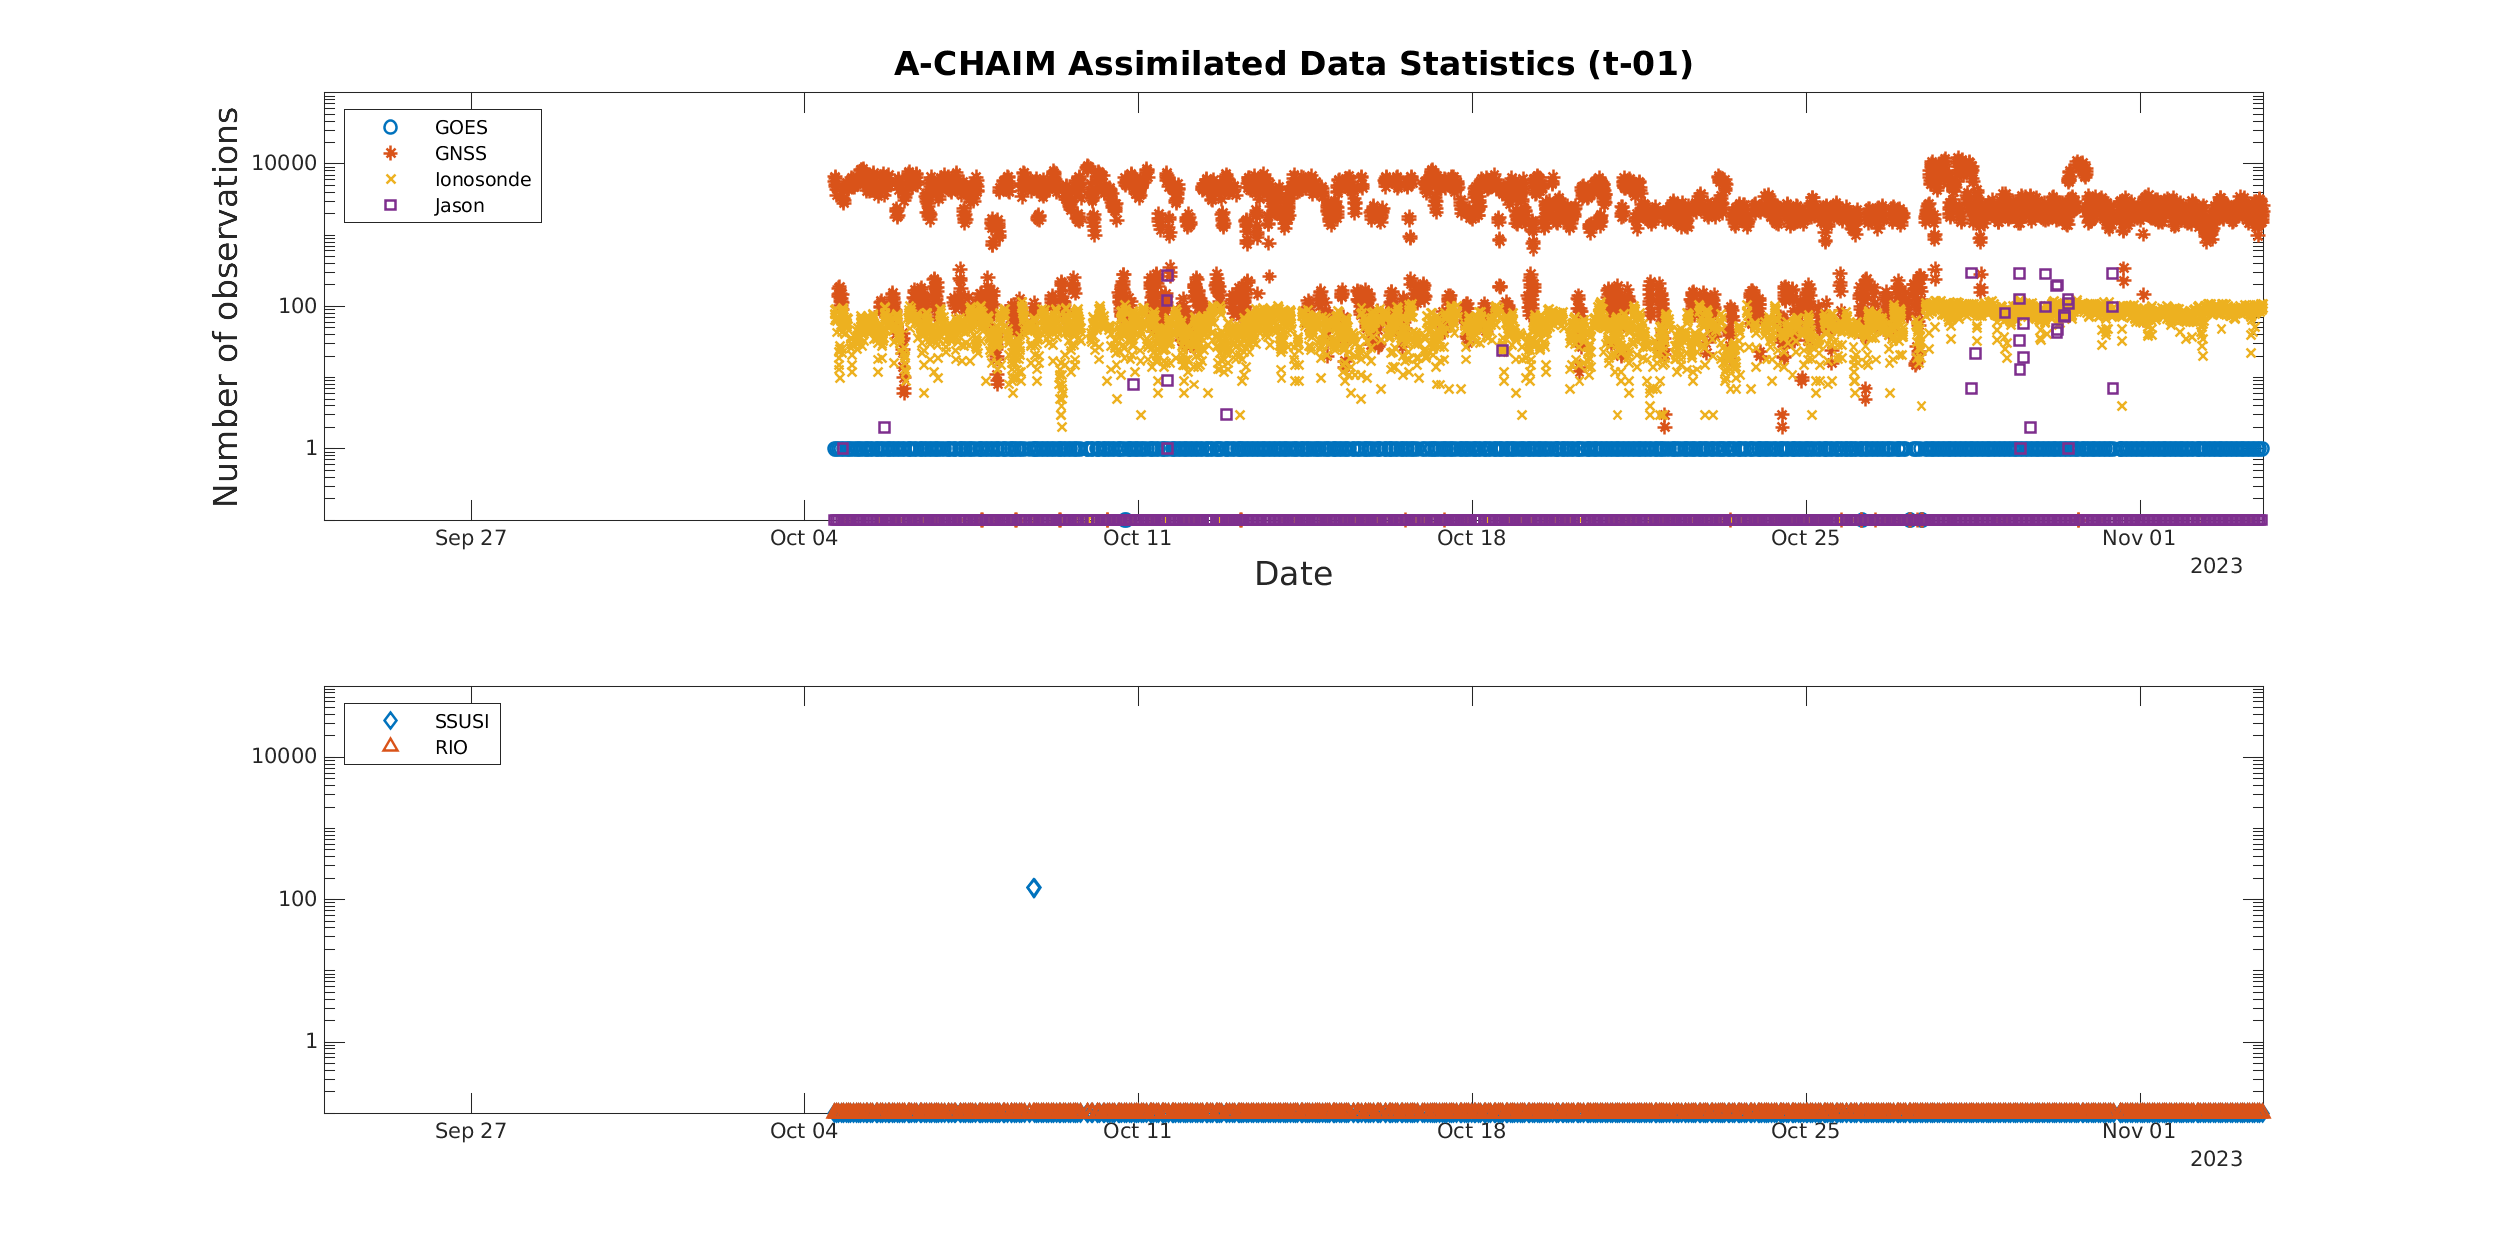 A-CHAIM Assimilated Data Statistics (t-01)
Number of observations
10000
100
1
GOES
GNSS
Ionosonde
Jason
Sep 27
Oct 04
Oct 11
Oct 18
Oct 25
Nov 01
2023
Date
10000
100
1
SSUSI
RIO
Sep 27
Oct 04
Oct 11
Oct 18
Oct 25
Nov 01
2023